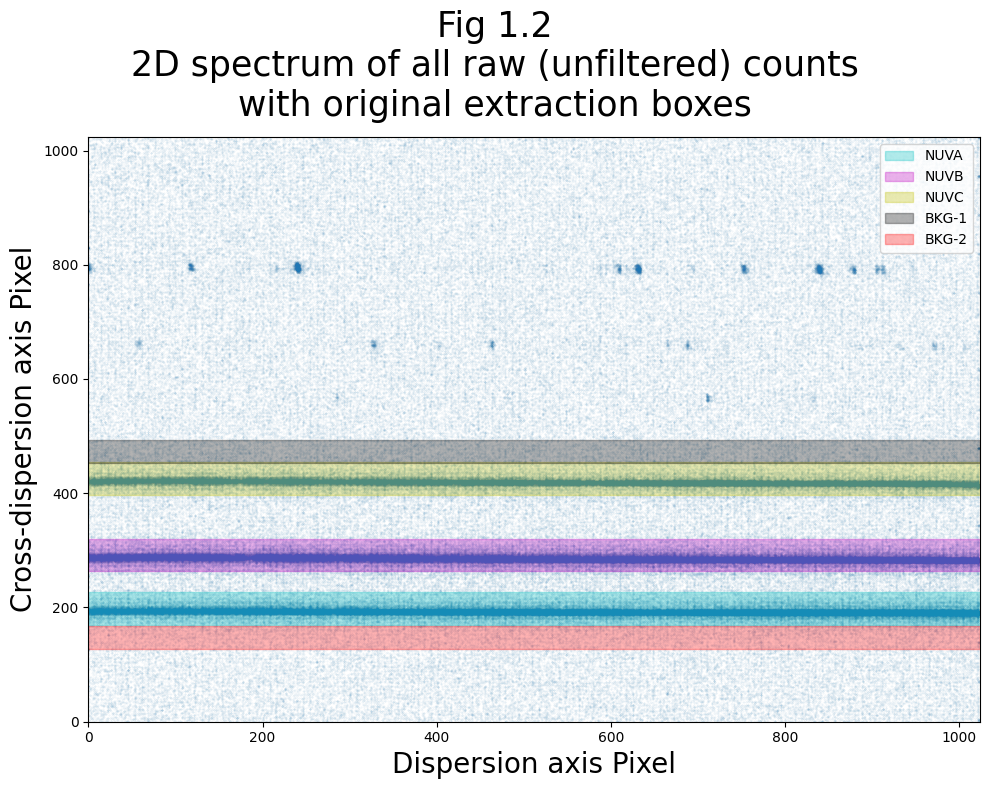 Fig 1.2
2D spectrum of all raw (unfiltered) counts
with original extraction boxes
1000
800
600
400
200
0
Cross-dispersion axis Pixel
NUVA
NUVB
NUVC
BKG-1
BKG-2
0 200 400 600 800 1000
Dispersion axis Pixel